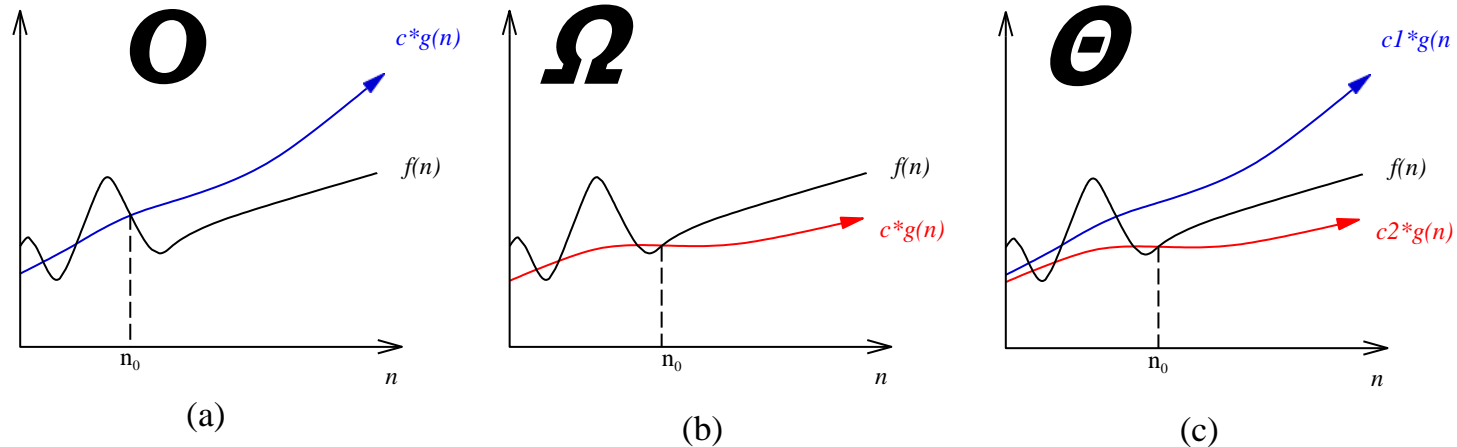 O
c*g(n)
f(n)
n₀
n
(a)
Ω
f(n)
c*g(n)
n₀
n
(b)
Θ
c1*g(n
f(n)
c2*g(n)
n₀
n
(c)